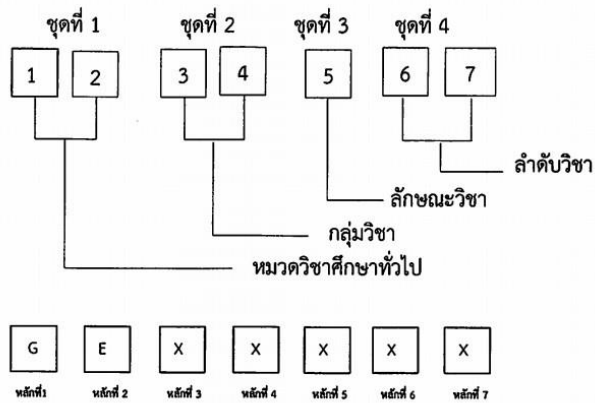 ชุดที่ 1 ชุดที่ 2 ชุดที่ 3 ชุดที่ 4
1 2 3 4 5 6 7
ลำดับวิชา
ลักษณะวิชา
กลุ่มวิชา
หมวดวิชาศึกษาทั่วไป
G E X X X X X
หลักที่1 หลักที่ 2 หลักที่ 3 หลักที่ 4 หลักที่ 5 หลักที่ 6 หลักที่ 7